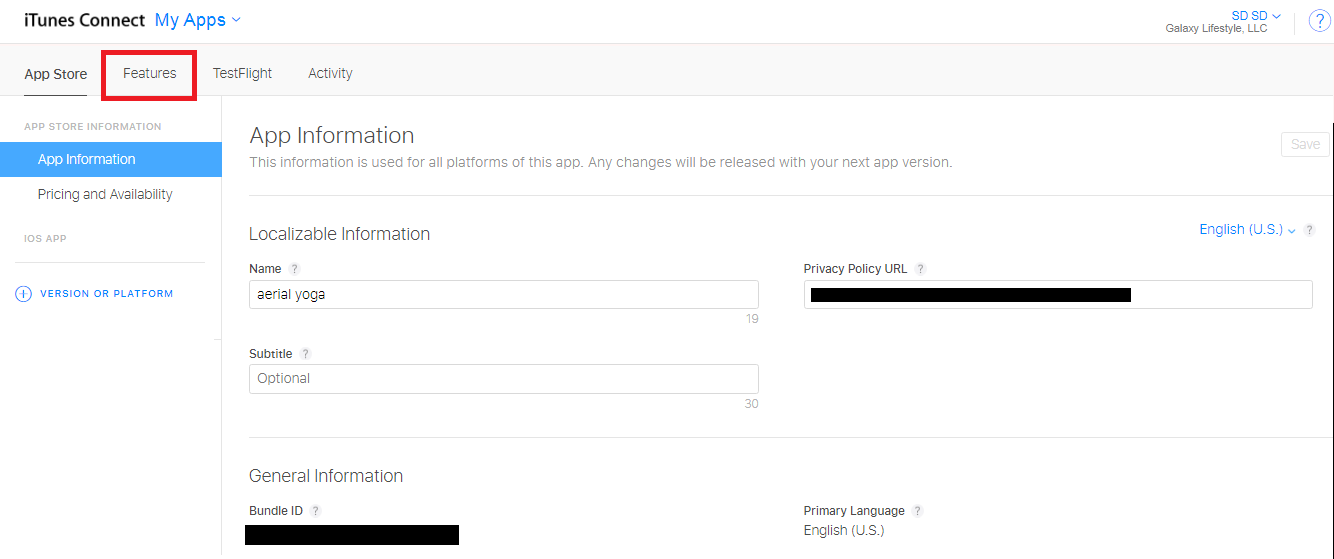 iTunes Connect My Apps
SD SD
Galaxy Lifestyle, LLC
?
App Store Features TestFlight Activity
APP STORE INFORMATION
App Information
Pricing and Availability
IOS APP
+ VERSION OR PLATFORM
App Information
This information is used for all platforms of this app. Any changes will be released with your next app version.
Save
Localizable Information
English (U.S.) ?
Name ?
aerial yoga
19
Privacy Policy URL ?
Subtitle ?
Optional
30
General Information
Bundle ID ?
Primary Language ?
English (U.S.)